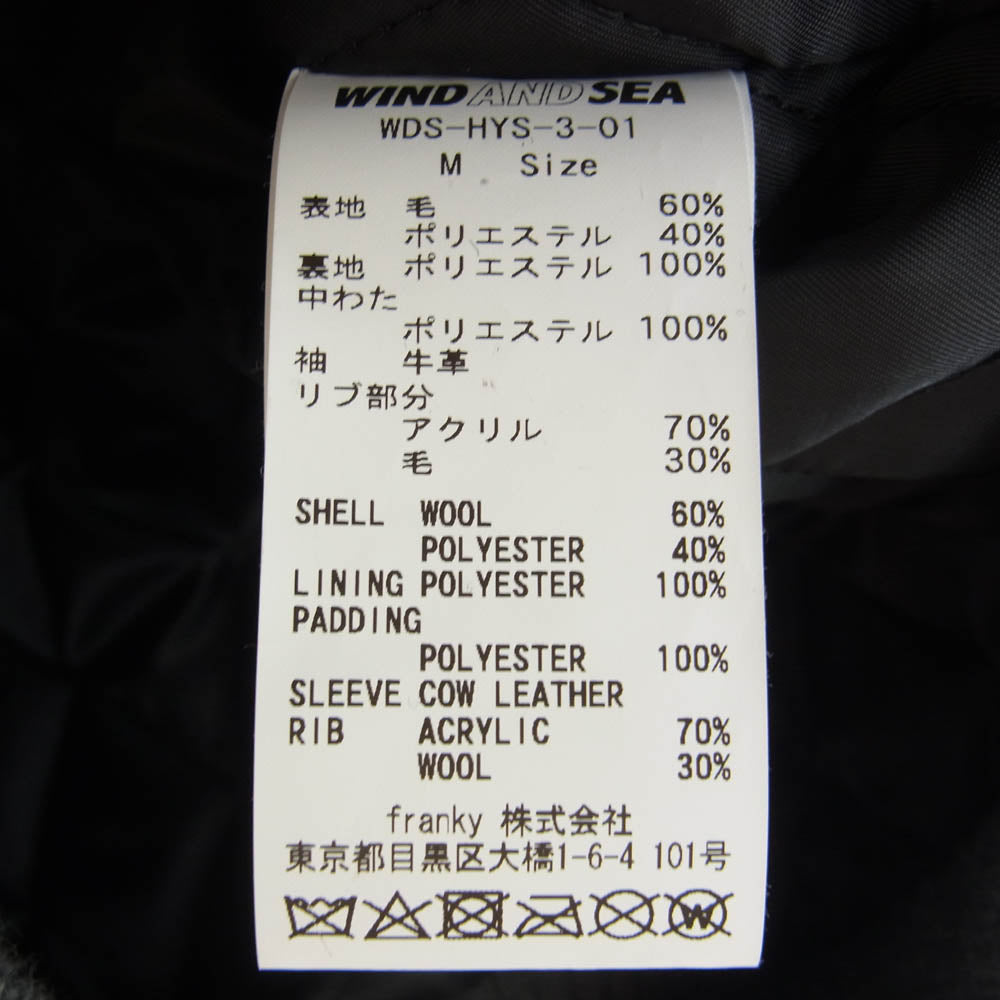 WIND AND SEA
WDS-HYS-3-01
M Size
表地 毛 60%
ポリエステル 40%
裏地 ポリエステル 100%
中わた
ポリエステル 100%
袖 牛革
リブ部分
アクリル 70%
毛 30%
SHELL WOOL 60%
POLYESTER 40%
LINING POLYESTER 100%
PADDING
POLYESTER 100%
SLEEVE COW LEATHER
RIB ACRYLIC 70%
WOOL 30%
franky 株式会社
東京都目黒区大橋1-6-4 101号
W